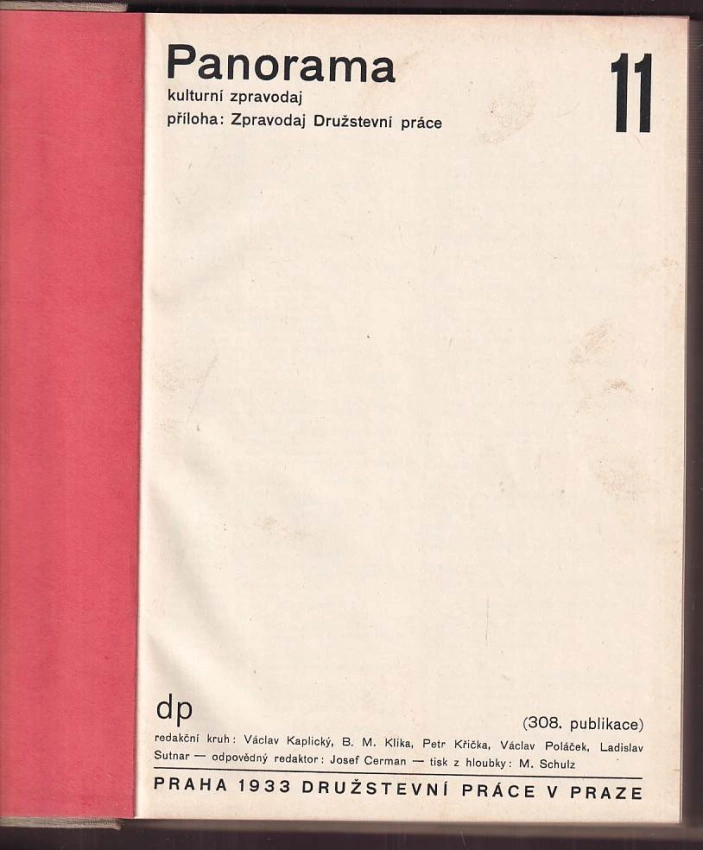 Panorama
11
kulturní zpravodaj
příloha: Zpravodaj Družstevní práce
dp
(308. publikace)
redakční kruh: Václav Kaplický, B. M. Klika, Petr Křička, Václav Poláček, Ladislav
Sutnar — odpovědný redaktor: Josef Cerman — tisk z hloubky: M. Schulz
PRAHA 1933 DRUŽSTEVNÍ PRÁCE V PRAZE